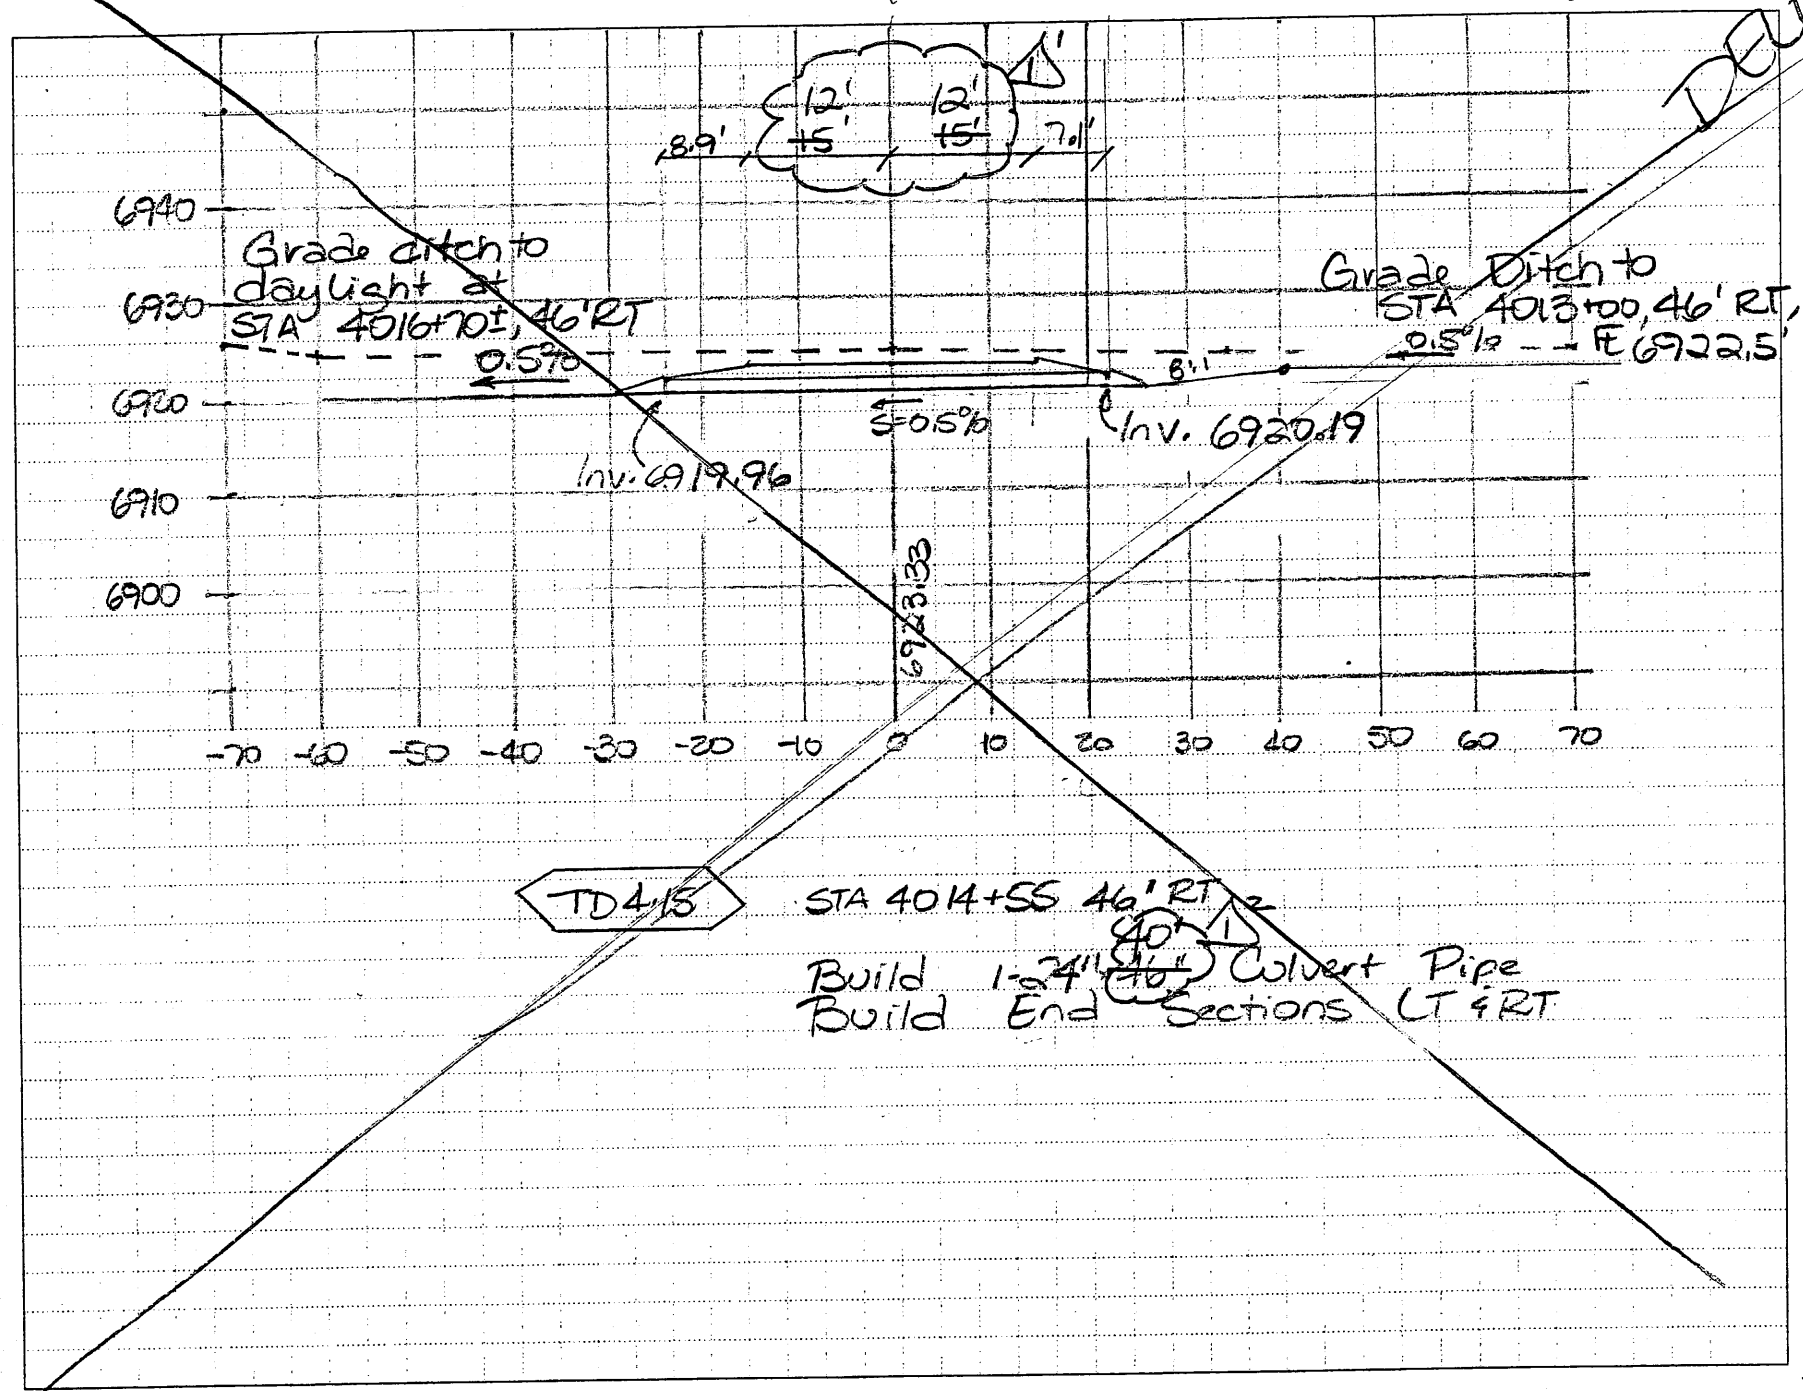 12' 12'
8.9' 15' 15' 7.1'
1
6940
Grade ditch to
daylight at
6930
STA 4016+70±, 46' RT
0.5%
Grade Ditch to
STA 4013+00, 46' RT,
0.5% FE 6922.5'
8:1
6920
S=0.5%
Inv. 6920.19
Inv. 6919.96
6910
6900
6923.33
-70 -60 -50 -40 -30 -20 -10 0 10 20 30 40 50 60 70
TD 4.15
STA 4014+55 46' RT
2
40' 1
Build 1-24" 46' Culvert Pipe
Build End Sections LT & RT